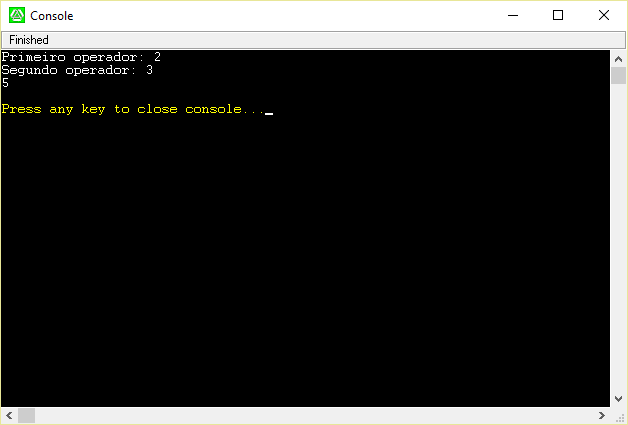 Console
Finished
Primeiro operador: 2
Segundo operador: 3
5
Press any key to close console..._